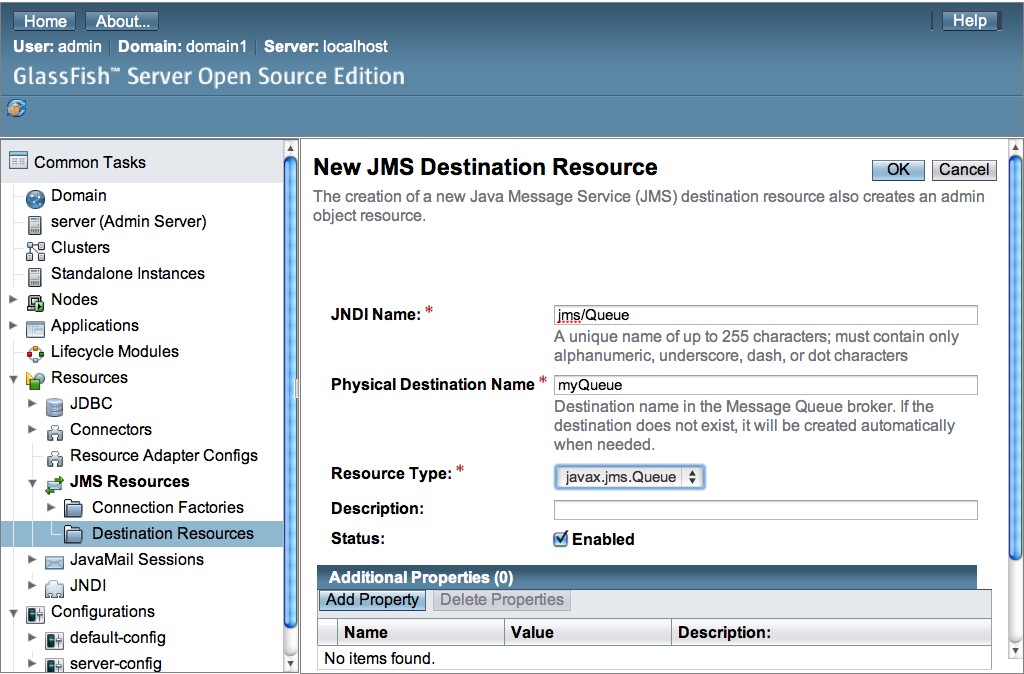 Home About... Help
User: admin Domain: domain1 Server: localhost
GlassFish™ Server Open Source Edition
Common Tasks
Domain
server (Admin Server)
Clusters
Standalone Instances
Nodes
Applications
Lifecycle Modules
Resources
JDBC
Connectors
Resource Adapter Configs
JMS Resources
Connection Factories
Destination Resources
JavaMail Sessions
JNDI
Configurations
default-config
server-config
New JMS Destination Resource
OK Cancel
The creation of a new Java Message Service (JMS) destination resource also creates an admin
object resource.
JNDI Name: * jms/Queue
A unique name of up to 255 characters; must contain only
alphanumeric, underscore, dash, or dot characters
Physical Destination Name * myQueue
Destination name in the Message Queue broker. If the
destination does not exist, it will be created automatically
when needed.
Resource Type: * javax.jms.Queue
Description:
Status: Enabled
Additional Properties (0)
Add Property Delete Properties
Name Value Description:
No items found.